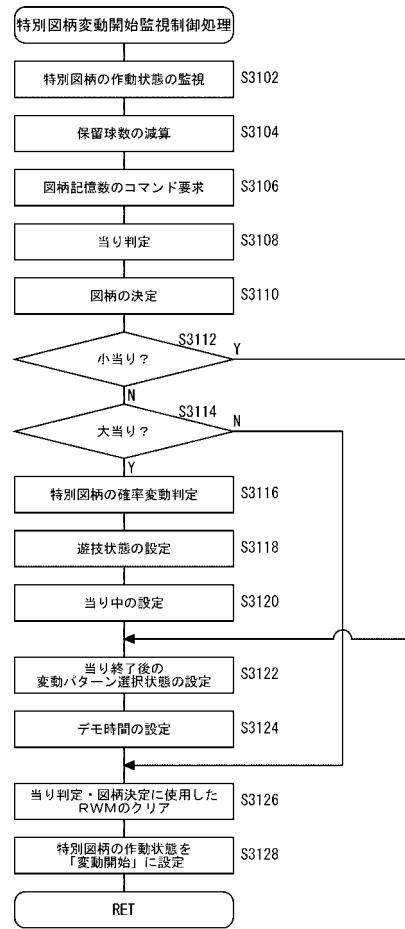 特別図柄変動開始監視制御処理
特別図柄の作動状態の監視 S3102
保留球数の減算 S3104
図柄記憶数のコマンド要求 S3106
当り判定 S3108
図柄の決定 S3110
S3112
小当り? Y
N
S3114
大当り? N
Y
特別図柄の確率変動判定 S3116
遊技状態の設定 S3118
当り中の設定 S3120
当り終了後の
変動パターン選択状態の設定 S3122
デモ時間の設定 S3124
当り判定・図柄決定に使用した
RWMのクリア S3126
特別図柄の作動状態を
「変動開始」に設定 S3128
RET